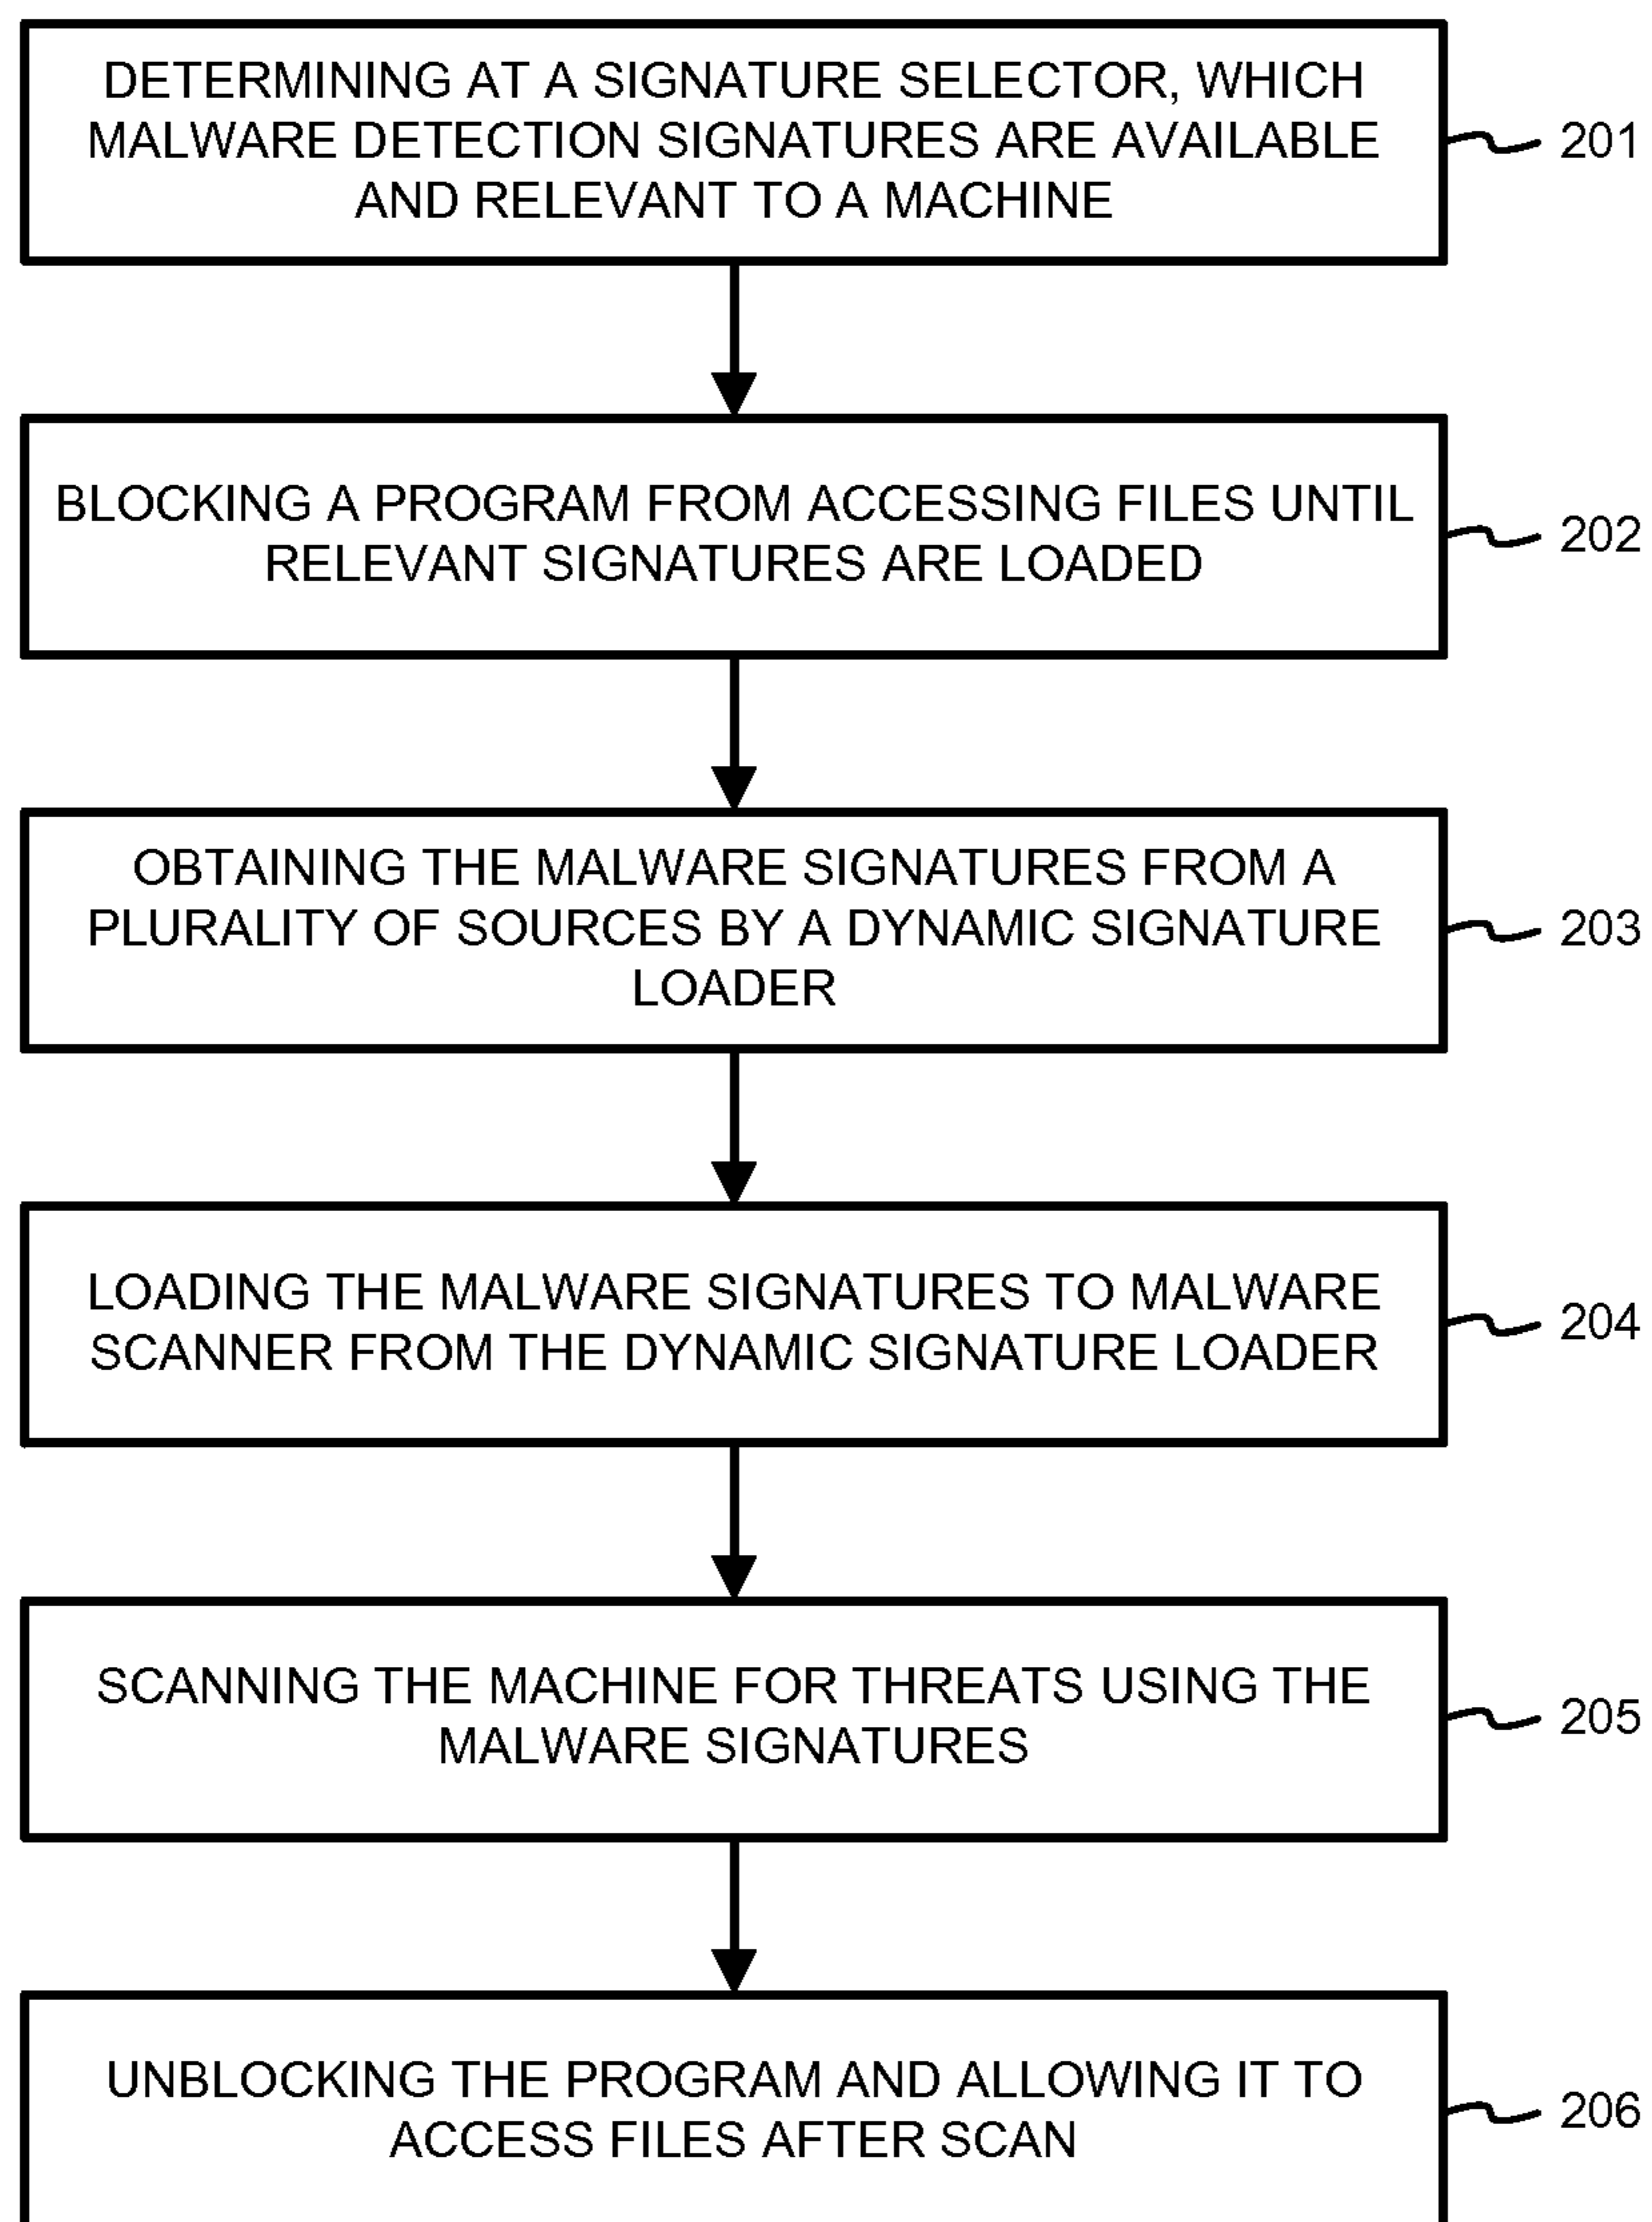 DETERMINING AT A SIGNATURE SELECTOR, WHICH
MALWARE DETECTION SIGNATURES ARE AVAILABLE
AND RELEVANT TO A MACHINE
201
BLOCKING A PROGRAM FROM ACCESSING FILES UNTIL
RELEVANT SIGNATURES ARE LOADED
202
OBTAINING THE MALWARE SIGNATURES FROM A
PLURALITY OF SOURCES BY A DYNAMIC SIGNATURE
LOADER
203
LOADING THE MALWARE SIGNATURES TO MALWARE
SCANNER FROM THE DYNAMIC SIGNATURE LOADER
204
SCANNING THE MACHINE FOR THREATS USING THE
MALWARE SIGNATURES
205
UNBLOCKING THE PROGRAM AND ALLOWING IT TO
ACCESS FILES AFTER SCAN
206